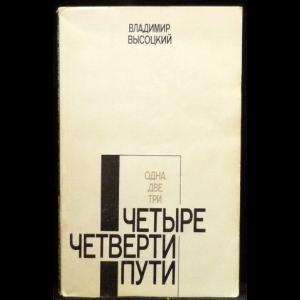 ВЛАДИМИР
ВЫСОЦКИЙ
ОДНА
ДВЕ
ТРИ
ЧЕТЫРЕ
ЧЕТВЕРТИ
ПУТИ